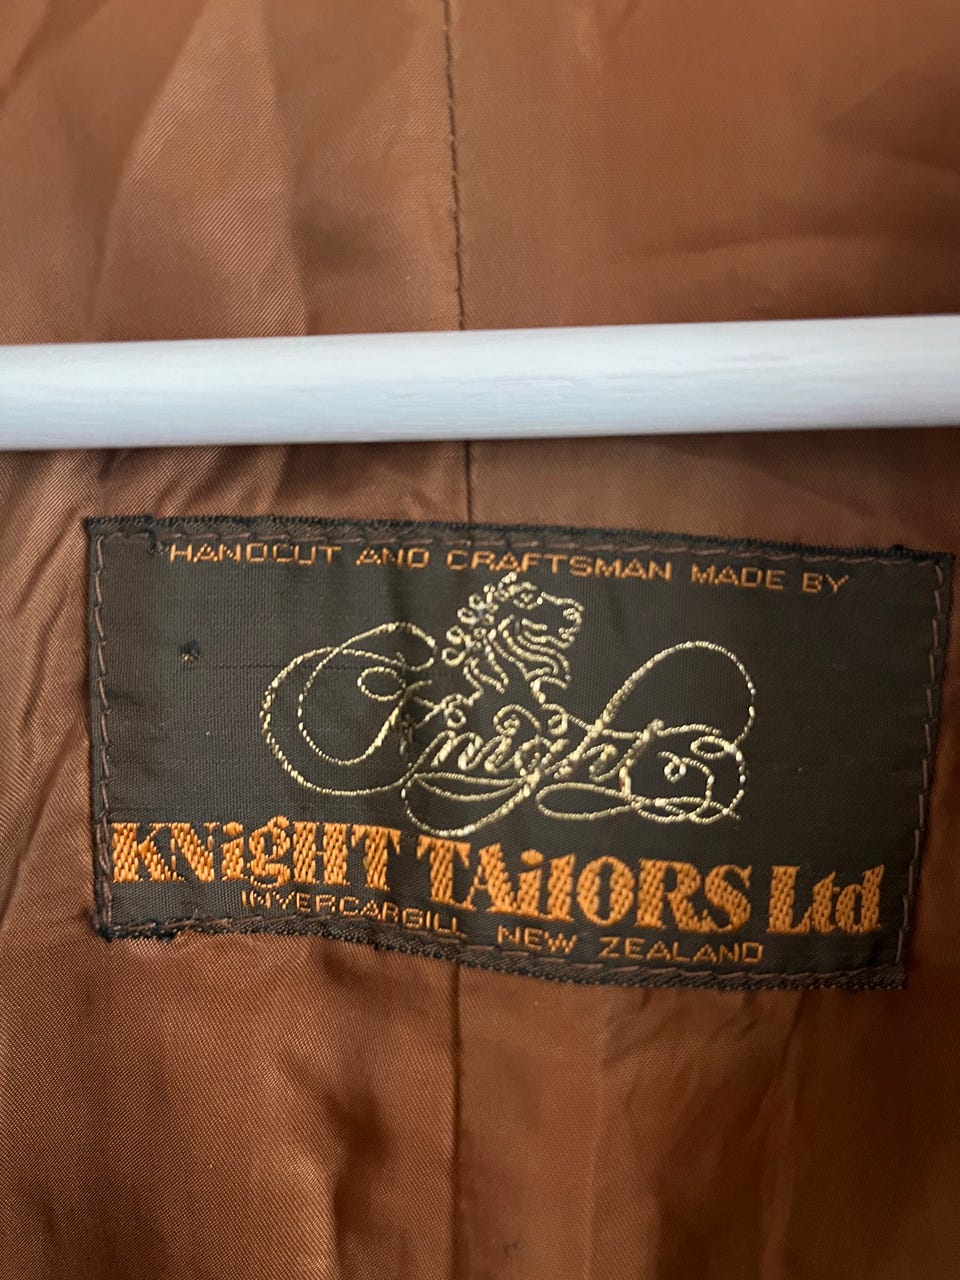 HANDCUT AND CRAFTSMAN MADE BY
Knight
KNigHT TAilORS Ltd
INVERCARGILL NEW ZEALAND